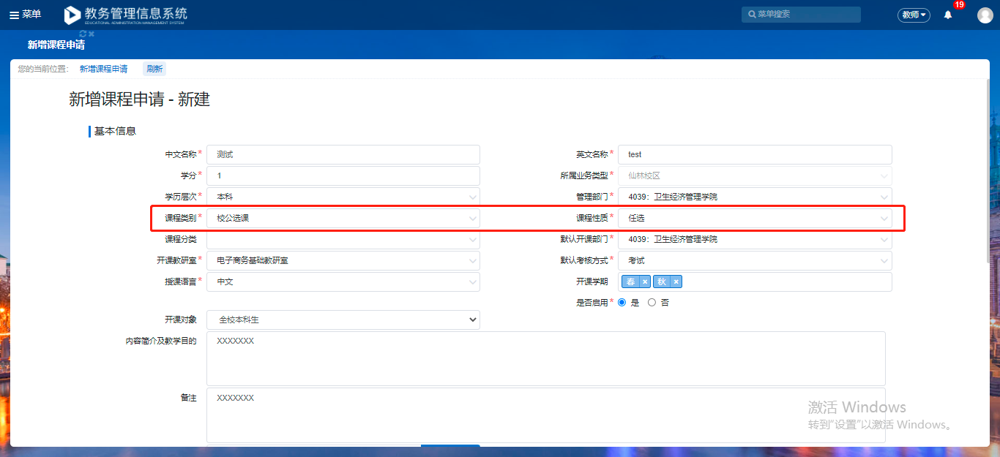 菜单
教务管理信息系统
EDUCATIONAL ADMINISTRATION MANAGEMENT SYSTEM
菜单搜索
教师
19
新增课程申请
您的当前位置： 新增课程申请 刷新
新增课程申请 - 新建
基本信息
中文名称* 测试 英文名称* test
学分* 1 所属业务类型* 仙林校区
学历层次* 本科 管理部门* 4039：卫生经济管理学院
课程类别* 校公选课 课程性质* 任选
课程分类 默认开课部门* 4039：卫生经济管理学院
开课教研室* 电子商务基础教研室 默认考核方式* 考试
授课语言* 中文 开课学期 春 × 秋 ×
是否启用* 是 否
开课对象 全校本科生
内容简介及教学目的 XXXXXXX
备注 XXXXXXX
激活 Windows
转到"设置"以激活 Windows。